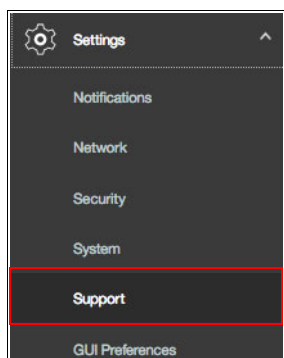 Settings
Notifications
Network
Security
System
Support
GUI Preferences